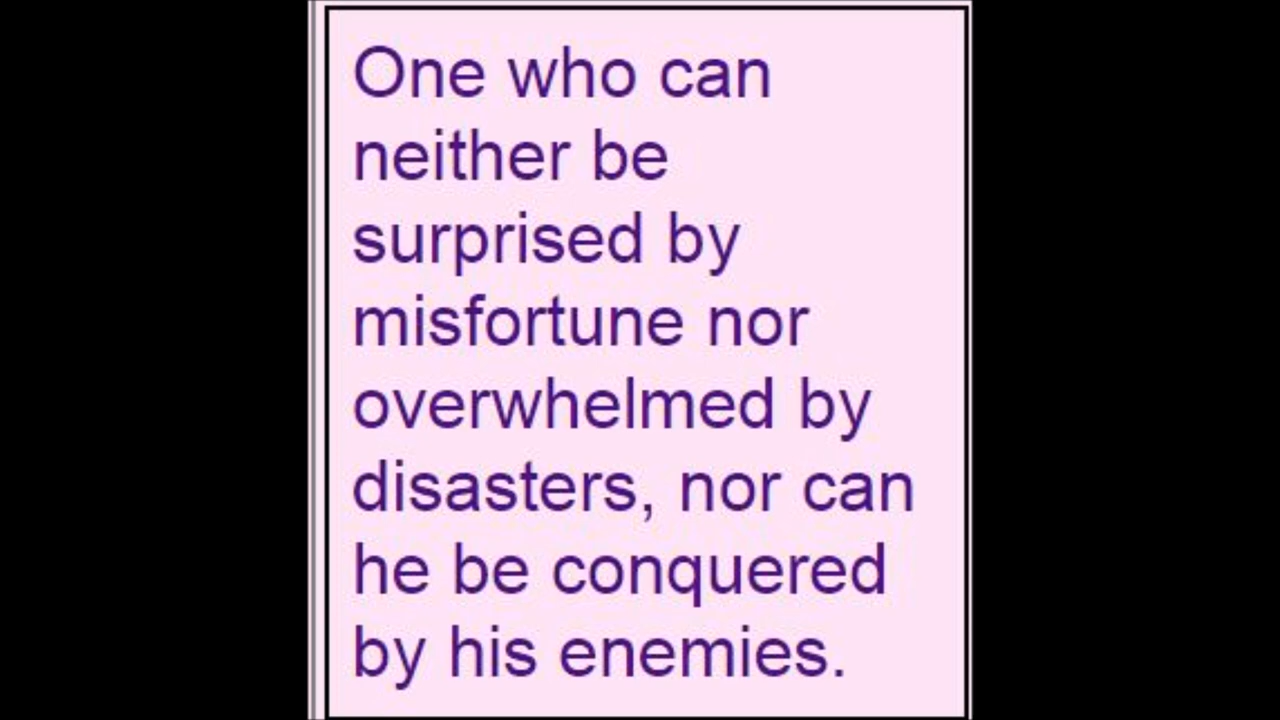 One who can
neither be
surprised by
misfortune nor
overwhelmed by
disasters, nor can
he be conquered
by his enemies.